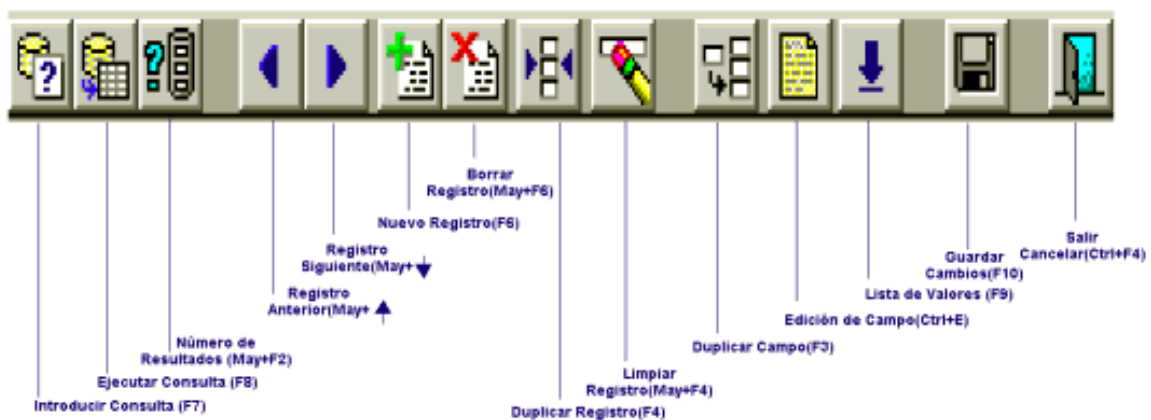 Borrar
Registro(May+F6)
Nuevo Registro(F6)
Registro
Siguiente(May+
Registro
Anterior(May+
Número de
Resultados (May+F2)
Ejecutar Consulta (F8)
Introducir Consulta (F7)
Salir
Cancelar(Ctrl+F4)
Guardar
Cambios(F10)
Lista de Valores (F9)
Edición de Campo(Ctrl+E)
Duplicar Campo(F3)
Limpiar
Registro(May+F4)
Duplicar Registro(F4)